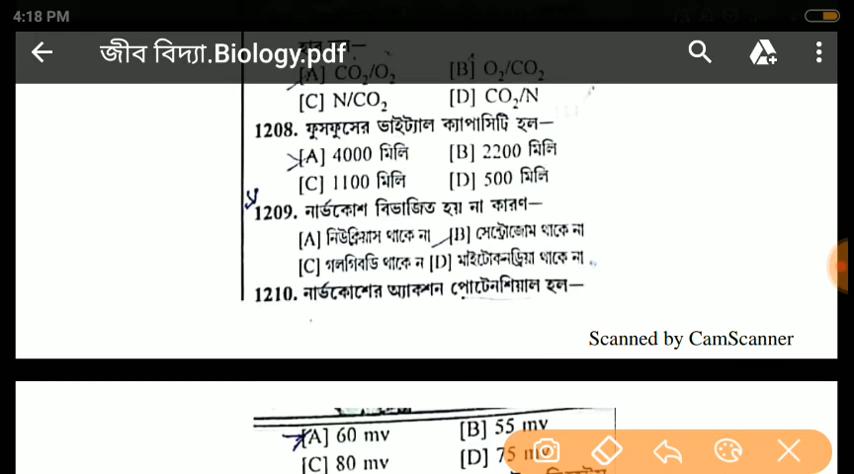 4:18 PM
জীব বিদ্যা.Biology.pdf
[A] CO₂/O₂ [B] O₂/CO₂
[C] N/CO₂ [D] CO₂/N
1208. ফুসফুসের ভাইট্যাল ক্যাপাসিটি হল—
[A] 4000 মিলি [B] 2200 মিলি
[C] 1100 মিলি [D] 500 মিলি
1209. নার্ভকোশ বিভাজিত হয় না কারণ—
[A] নিউক্লিয়াস থাকে না [B] সেন্ট্রোজোম থাকে না
[C] গলগিবডি থাকে ন [D] মাইটোকনড্রিয়া থাকে না
1210. নার্ভকোশের অ্যাকশন পোটেনশিয়াল হল—
Scanned by CamScanner
[A] 60 mv [B] 55 mv
[C] 80 mv [D] 75 mv